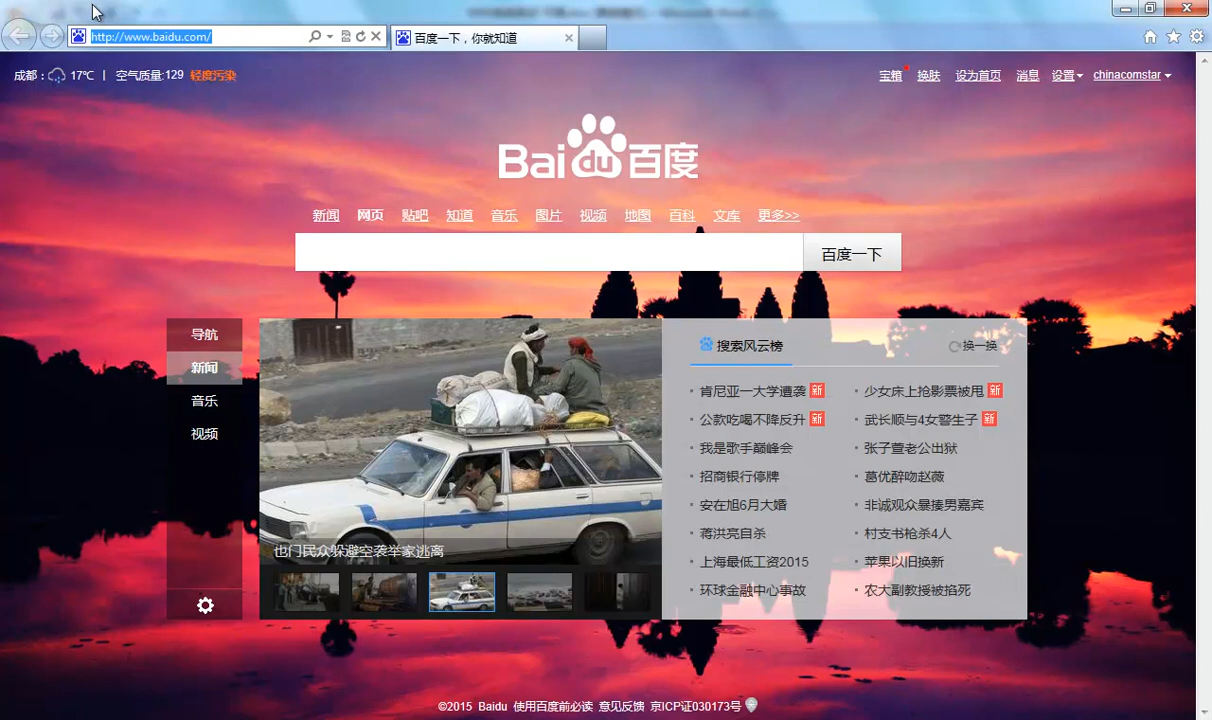 http://www.baidu.com/
百度一下，你就知道
成都： 17℃ | 空气质量:129 轻度污染
宝箱 换肤 设为首页 消息 设置 chinacomstar
Bai du 百度
新闻 网页 贴吧 知道 音乐 图片 视频 地图 百科 文库 更多>>
百度一下
导航
新闻
音乐
视频
也门民众躲避空袭举家逃离
搜索风云榜 换一换
肯尼亚一大学遭袭 新 少女床上抢影票被甩 新
公款吃喝不降反升 新 武长顺与4女警生子 新
我是歌手巅峰会 张子萱老公出狱
招商银行停牌 葛优醉吻赵薇
安在旭6月大婚 非诚观众暴揍男嘉宾
蒋洪亮自杀 村支书枪杀4人
上海最低工资2015 苹果以旧换新
环球金融中心事故 农大副教授被掐死
©2015 Baidu 使用百度前必读 意见反馈 京ICP证030173号